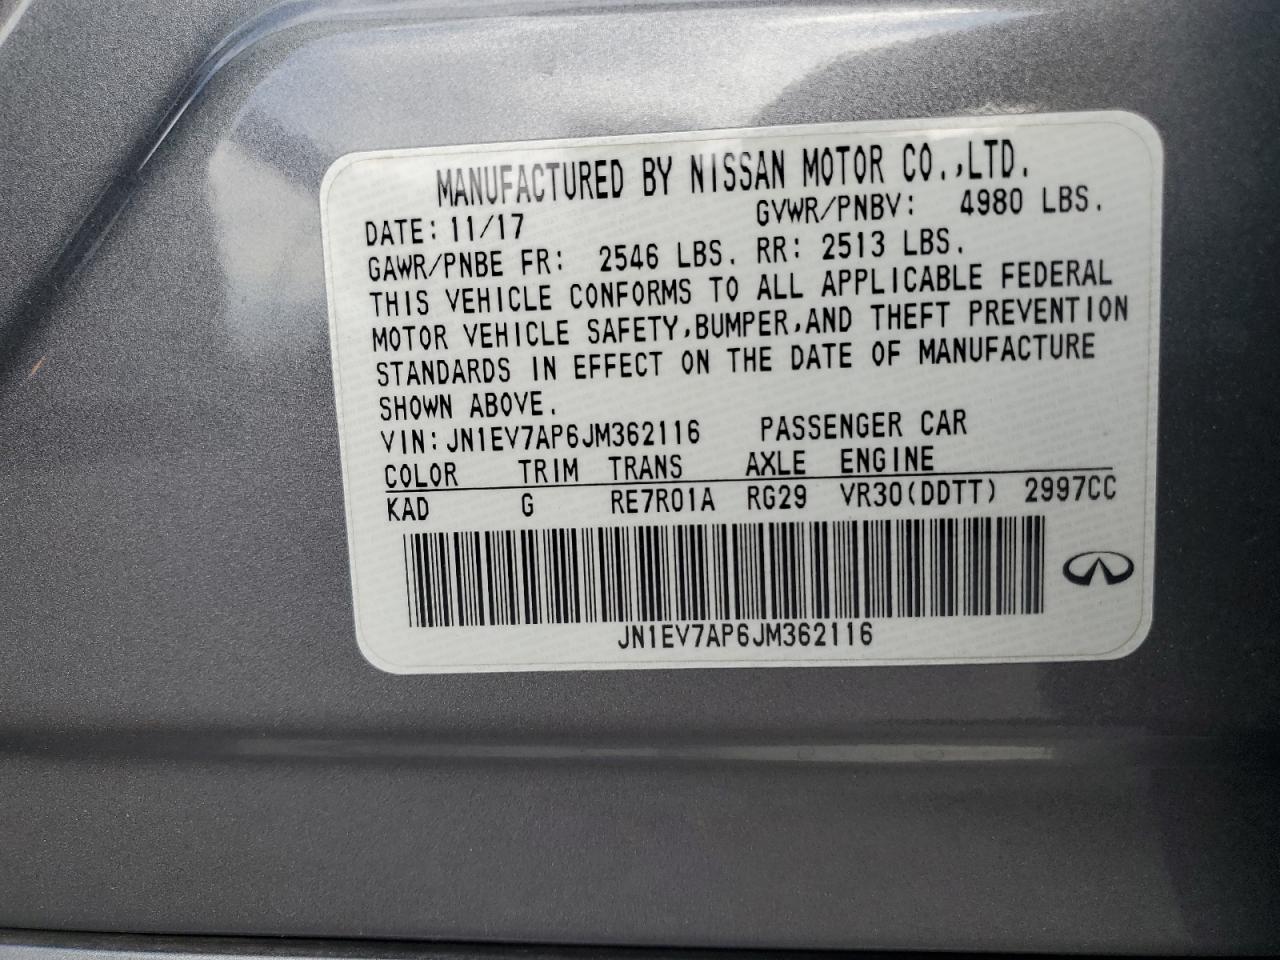 MANUFACTURED BY NISSAN MOTOR CO.,LTD.
DATE: 11/17 GVWR/PNBV: 4980 LBS.
GAWR/PNBE FR: 2546 LBS. RR: 2513 LBS.
THIS VEHICLE CONFORMS TO ALL APPLICABLE FEDERAL
MOTOR VEHICLE SAFETY,BUMPER,AND THEFT PREVENTION
STANDARDS IN EFFECT ON THE DATE OF MANUFACTURE
SHOWN ABOVE.
VIN:JN1EV7AP6JM362116 PASSENGER CAR
COLOR TRIM TRANS AXLE ENGINE
KAD G RE7R01A RG29 VR30(DDTT) 2997CC
JN1EV7AP6JM362116